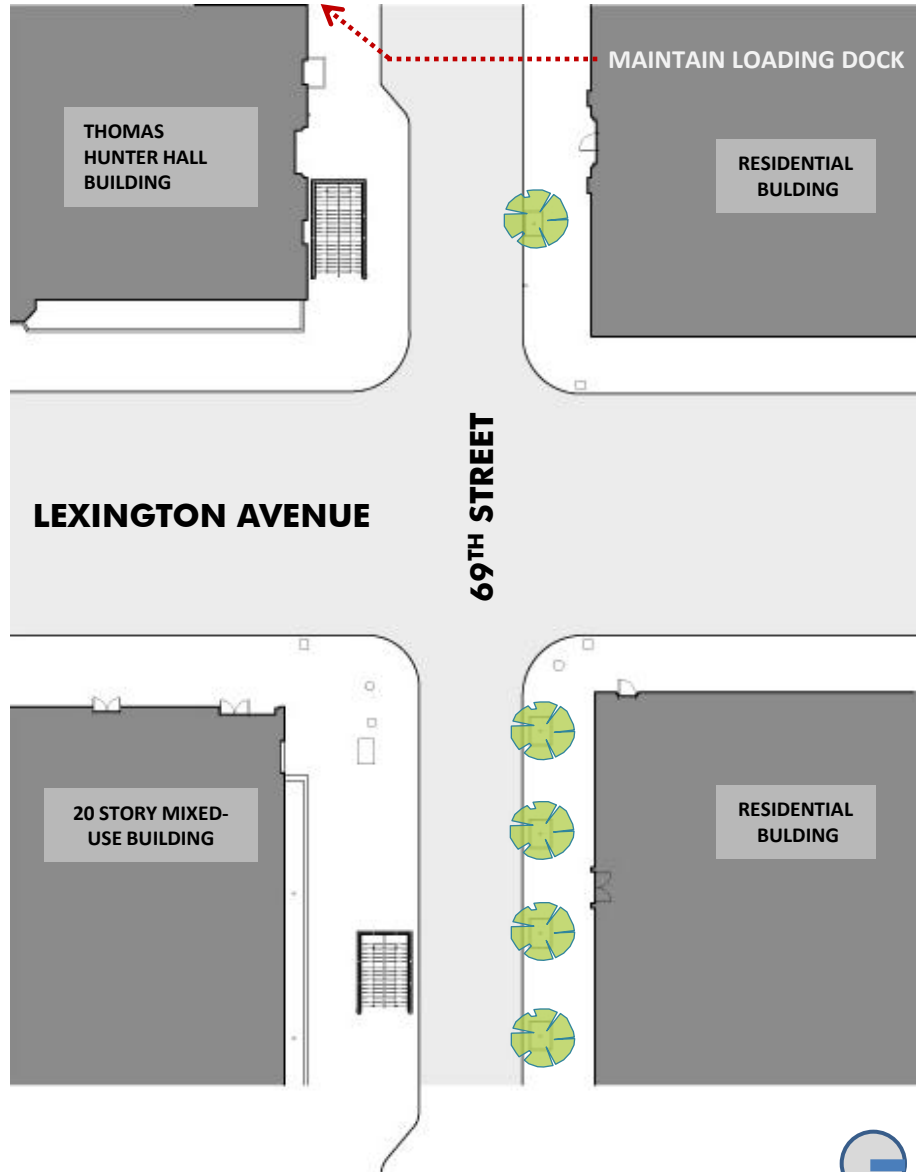 MAINTAIN LOADING DOCK
THOMAS
HUNTER HALL
BUILDING
RESIDENTIAL
BULDING
69TH STREET
LEXINGTON AVENUE
20 STORY MIXED-
USE BUILDING
RESIDENTIAL
BULDING